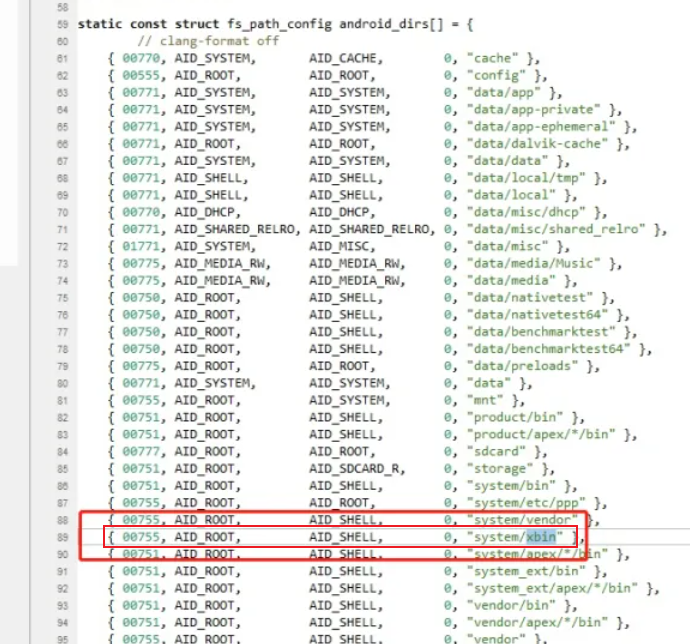 58
59 static const struct fs_path_config android_dirs[] = {
60 // clang-format off
61 { 00770, AID_SYSTEM, AID_CACHE, 0, "cache" },
62 { 00555, AID_ROOT, AID_ROOT, 0, "config" },
63 { 00771, AID_SYSTEM, AID_SYSTEM, 0, "data/app" },
64 { 00771, AID_SYSTEM, AID_SYSTEM, 0, "data/app-private" },
65 { 00771, AID_SYSTEM, AID_SYSTEM, 0, "data/app-ephemeral" },
66 { 00771, AID_ROOT, AID_ROOT, 0, "data/dalvik-cache" },
67 { 00771, AID_SYSTEM, AID_SYSTEM, 0, "data/data" },
68 { 00771, AID_SHELL, AID_SHELL, 0, "data/local/tmp" },
69 { 00771, AID_SHELL, AID_SHELL, 0, "data/local" },
70 { 00770, AID_DHCP, AID_DHCP, 0, "data/misc/dhcp" },
71 { 00771, AID_SHARED_RELRO, AID_SHARED_RELRO, 0, "data/misc/shared_relro" },
72 { 01771, AID_SYSTEM, AID_MISC, 0, "data/misc" },
73 { 00775, AID_MEDIA_RW, AID_MEDIA_RW, 0, "data/media/Music" },
74 { 00775, AID_MEDIA_RW, AID_MEDIA_RW, 0, "data/media" },
75 { 00750, AID_ROOT, AID_SHELL, 0, "data/nativetest" },
76 { 00750, AID_ROOT, AID_SHELL, 0, "data/nativetest64" },
77 { 00750, AID_ROOT, AID_SHELL, 0, "data/benchmarktest" },
78 { 00750, AID_ROOT, AID_SHELL, 0, "data/benchmarktest64" },
79 { 00775, AID_ROOT, AID_ROOT, 0, "data/preloads" },
80 { 00771, AID_SYSTEM, AID_SYSTEM, 0, "data" },
81 { 00755, AID_ROOT, AID_SYSTEM, 0, "mnt" },
82 { 00751, AID_ROOT, AID_SHELL, 0, "product/bin" },
83 { 00751, AID_ROOT, AID_SHELL, 0, "product/apex/*/bin" },
84 { 00777, AID_ROOT, AID_ROOT, 0, "sdcard" },
85 { 00751, AID_ROOT, AID_SDCARD_R, 0, "storage" },
86 { 00751, AID_ROOT, AID_SHELL, 0, "system/bin" },
87 { 00755, AID_ROOT, AID_ROOT, 0, "system/etc/ppp" },
88 { 00755, AID_ROOT, AID_SHELL, 0, "system/vendor" },
89 { 00755, AID_ROOT, AID_SHELL, 0, "system/xbin" },
90 { 00751, AID_ROOT, AID_SHELL, 0, "system/apex/*/bin" },
91 { 00751, AID_ROOT, AID_SHELL, 0, "system_ext/bin" },
92 { 00751, AID_ROOT, AID_SHELL, 0, "system_ext/apex/*/bin" },
93 { 00751, AID_ROOT, AID_SHELL, 0, "vendor/bin" },
94 { 00751, AID_ROOT, AID_SHELL, 0, "vendor/apex/*/bin" },
95 { 00755, AID_ROOT, AID_SHELL, 0, "vendor" },